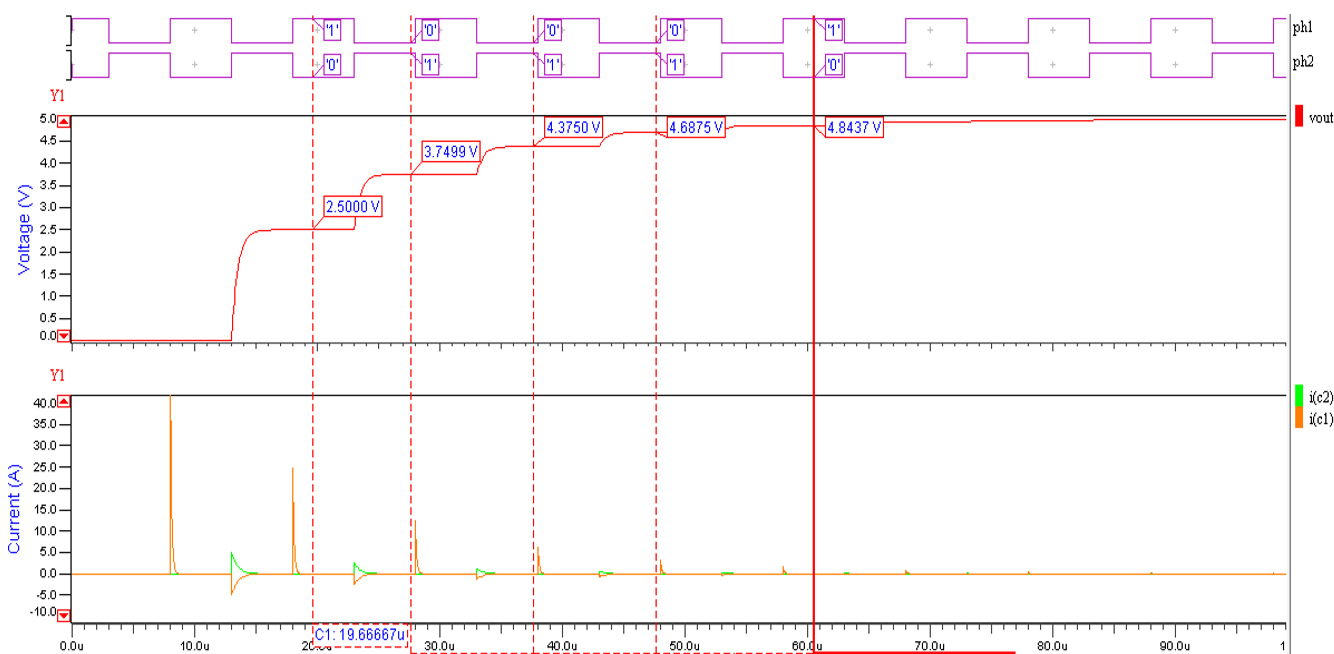 '1' '0' '0' '0' '1' ph1
'0' '1' '1' '1' '0' ph2
Y1
5.0
4.5
4.0
3.5
3.0
2.5
2.0
1.5
1.0
0.5
0.0
Voltage (V)
2.5000 V
3.7499 V
4.3750 V
4.6875 V
4.8437 V
vout
Y1
40.0
35.0
30.0
25.0
20.0
15.0
10.0
5.0
0.0
-5.0
-10.0
Current (A)
i(c2)
i(c1)
C1: 19.66667u
0.0u 10.0u 20.0u 30.0u 40.0u 50.0u 60.0u 70.0u 80.0u 90.0u 1